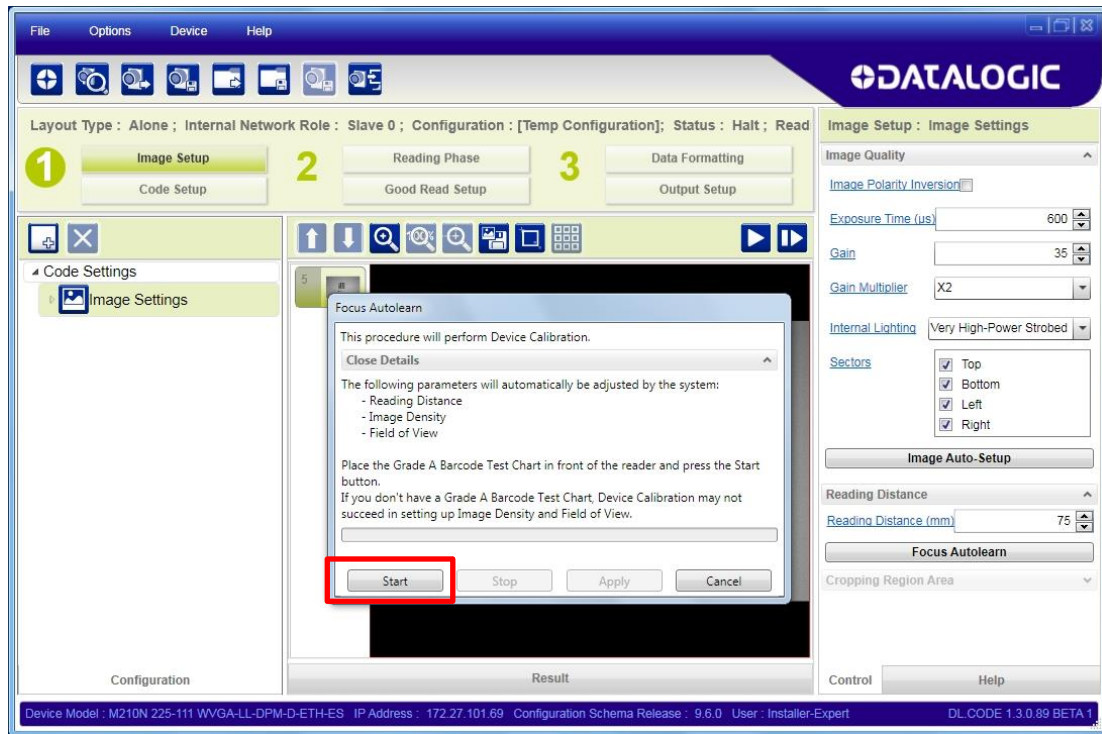 File Options Device Help
DATALOGIC
Layout Type : Alone ; Internal Network Role : Slave 0 ; Configuration : [Temp Configuration]; Status : Halt ; Read
1
Image Setup
Code Setup
2
Reading Phase
Good Read Setup
3
Data Formatting
Output Setup
Code Settings
Image Settings
Configuration
100%
5
Focus Autolearn
This procedure will perform Device Calibration.
Close Details
The following parameters will automatically be adjusted by the system:
- Reading Distance
- Image Density
- Field of View
Place the Grade A Barcode Test Chart in front of the reader and press the Start
button.
If you don't have a Grade A Barcode Test Chart, Device Calibration may not
succeed in setting up Image Density and Field of View.
Start Stop Apply Cancel
Result
Image Setup : Image Settings
Image Quality
Image Polarity Inversion
Exposure Time (µs) 600
Gain 35
Gain Multiplier X2
Internal Lighting Very High-Power Strobed
Sectors
Top
Bottom
Left
Right
Image Auto-Setup
Reading Distance
Reading Distance (mm) 75
Focus Autolearn
Cropping Region Area
Control Help
Device Model : M210N 225-111 WVGA-LL-DPM-D-ETH-ES IP Address : 172.27.101.69 Configuration Schema Release : 9.6.0 User : Installer-Expert DL.CODE 1.3.0.89 BETA 1